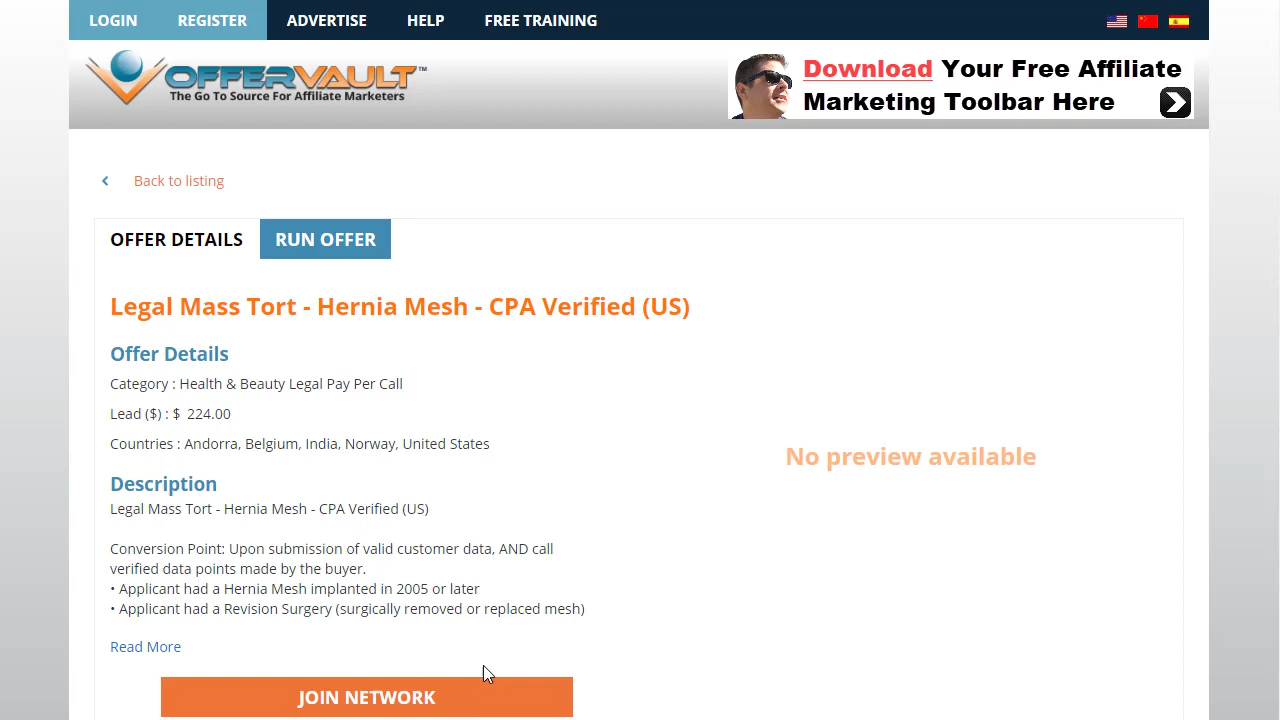 LOGIN REGISTER ADVERTISE HELP FREE TRAINING
OFFERVAULT™
The Go To Source For Affiliate Marketers
Download Your Free Affiliate
Marketing Toolbar Here
Back to listing
OFFER DETAILS RUN OFFER
Legal Mass Tort - Hernia Mesh - CPA Verified (US)
Offer Details
Category : Health & Beauty Legal Pay Per Call
Lead ($) : $ 224.00
Countries : Andorra, Belgium, India, Norway, United States
No preview available
Description
Legal Mass Tort - Hernia Mesh - CPA Verified (US)
Conversion Point: Upon submission of valid customer data, AND call
verified data points made by the buyer.
• Applicant had a Hernia Mesh implanted in 2005 or later
• Applicant had a Revision Surgery (surgically removed or replaced mesh)
Read More
JOIN NETWORK